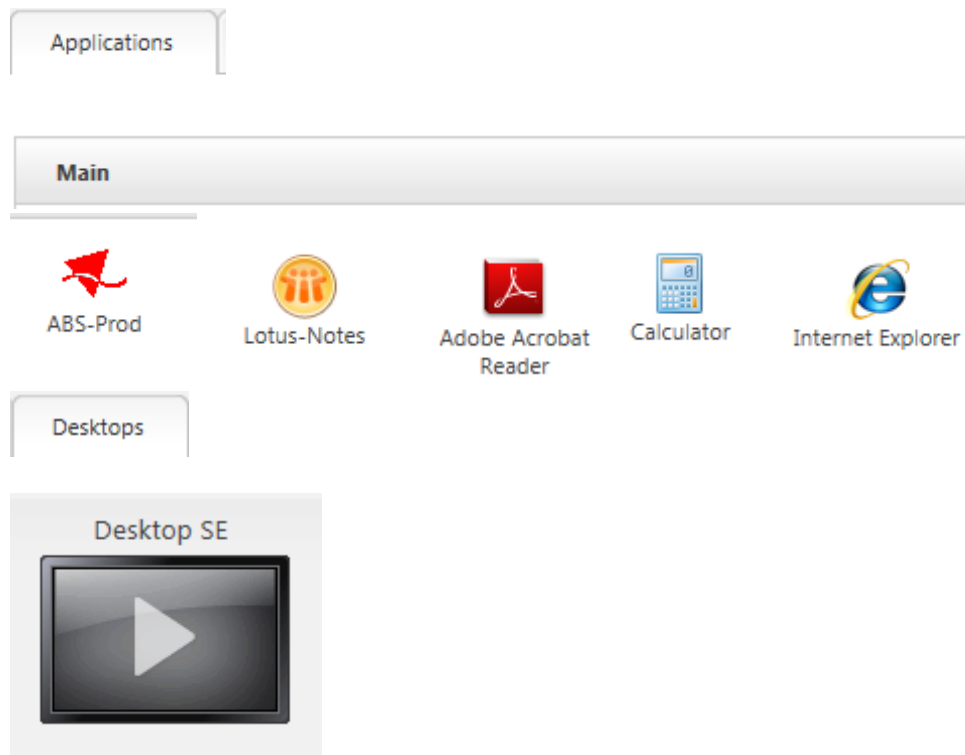 Applications
Main
ABS-Prod
Lotus-Notes
Adobe Acrobat
Reader
Calculator
Internet Explorer
Desktops
Desktop SE